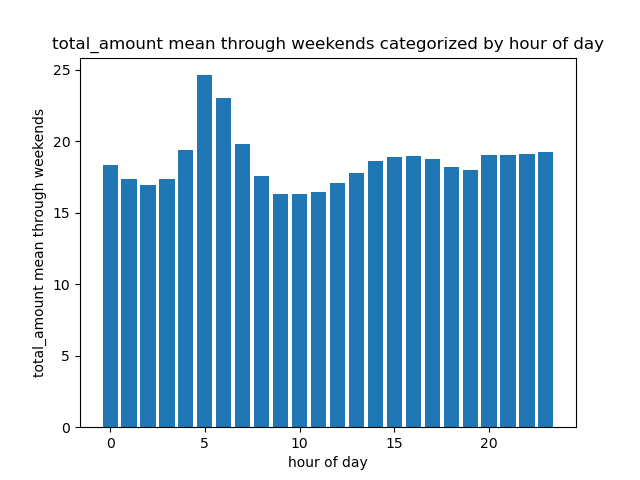 total_amount mean through weekends categorized by hour of day
total_amount mean through weekends
25
20
15
10
5
0
0 5 10 15 20
hour of day